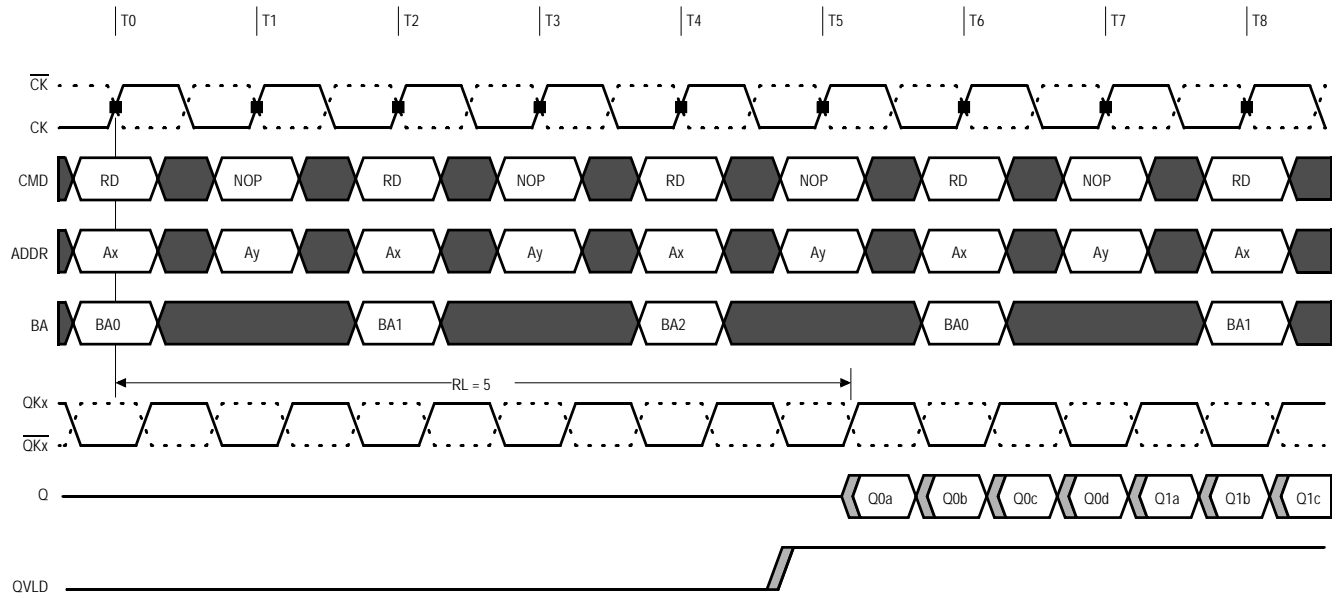 T0 T1 T2 T3 T4 T5 T6 T7 T8
CK
CK
CMD RD NOP RD NOP RD NOP RD NOP RD
ADDR Ax Ay Ax Ay Ax Ay Ax Ay Ax
BA BA0 BA1 BA2 BA0 BA1
RL = 5
QKx
QKx
Q Q0a Q0b Q0c Q0d Q1a Q1b Q1c
QVLD